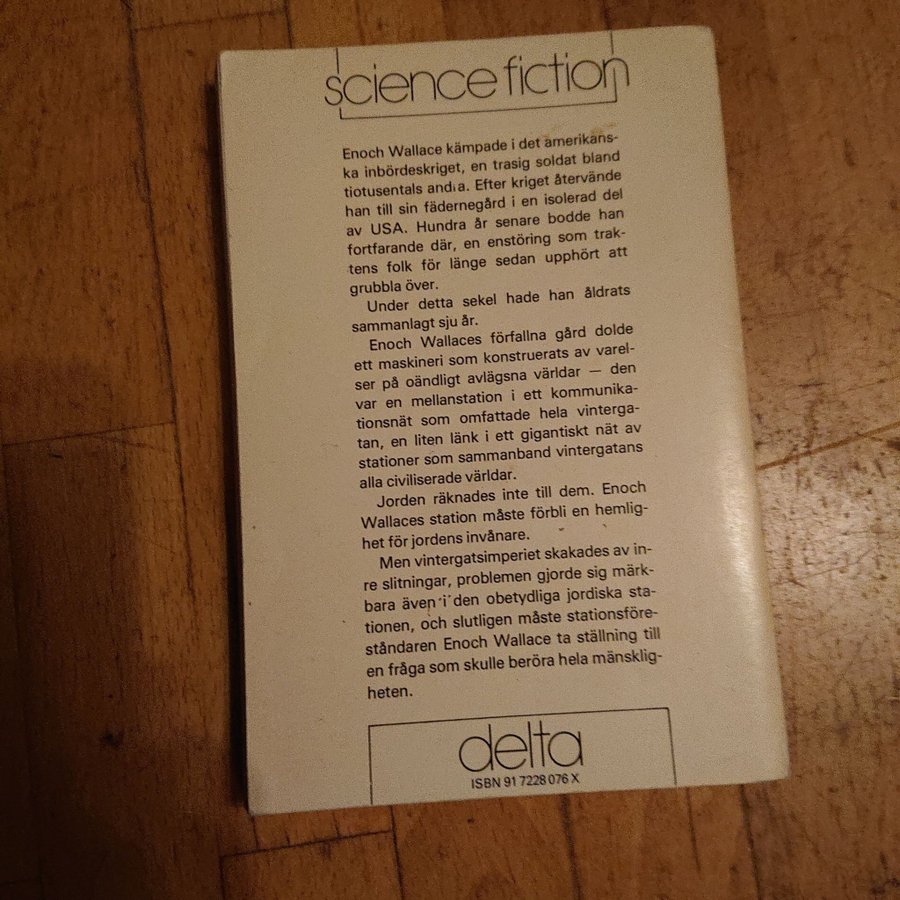 science fiction
Enoch Wallace kämpade i det amerikans-
ka inbördeskriget, en trasig soldat bland
tiotusentals andra. Efter kriget återvände
han till sin fädernegård i en isolerad del
av USA. Hundra år senare bodde han
fortfarande där, en enstöring som trak-
tens folk för länge sedan upphört att
grubbla över.
Under detta sekel hade han åldrats
sammanlagt sju år.
Enoch Wallaces förfallna gård dolde
ett maskineri som konstruerats av varel-
ser på oändligt avlägsna världar — den
var en mellanstation i ett kommunika-
tionsnät som omfattade hela vinterga-
tan, en liten länk i ett gigantiskt nät av
stationer som sammanband vintergatans
alla civiliserade världar.
Jorden räknades inte till dem. Enoch
Wallaces station måste förbli en hemlig-
het för jordens invånare.
Men vintergatsimperiet skakades av in-
re slitningar, problemen gjorde sig märk-
bara även i den obetydliga jordiska sta-
tionen, och slutligen måste stationsföre-
ståndaren Enoch Wallace ta ställning till
en fråga som skulle beröra hela mänsklig-
heten.
delta
ISBN 91 7228 076 X